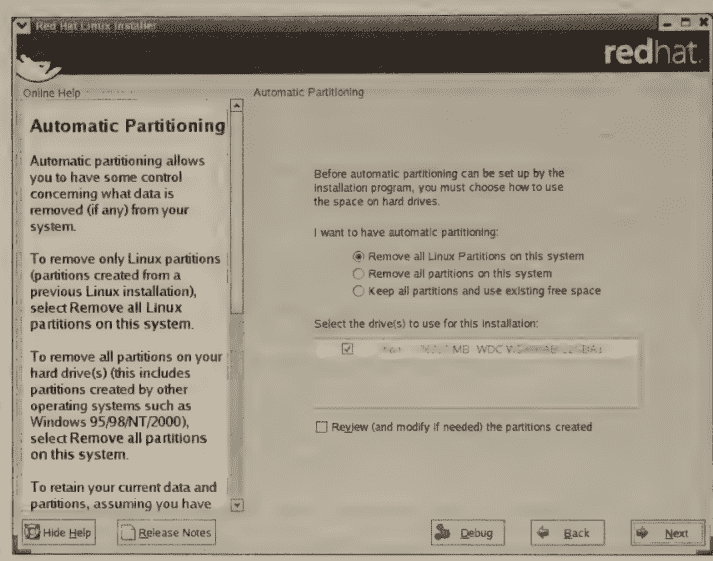 Red Hat Linux Installer
redhat.
Online Help
Automatic Partitioning
Automatic Partitioning allows
you to have some control
concerning what data is
removed (if any) from your
system.
To remove only Linux partitions
(partitions created from a
previous Linux installation),
select Remove all Linux
partitions on this system.
To remove all partitions on your
hard drive(s) (this includes
partitions created by other
operating systems such as
Windows 95/98/NT/2000),
select Remove all partitions
on this system.
To retain your current data and
partitions, assuming you have
Automatic Partitioning
Before automatic partitioning can be set up by the
installation program, you must choose how to use
the space on hard drives.
I want to have automatic partitioning:
Remove all Linux Partitions on this system
Remove all partitions on this system
Keep all partitions and use existing free space
Select the drive(s) to use for this installation:
MB WDC
Review (and modify if needed) the partitions created
Hide Help
Release Notes
Debug
Back
Next